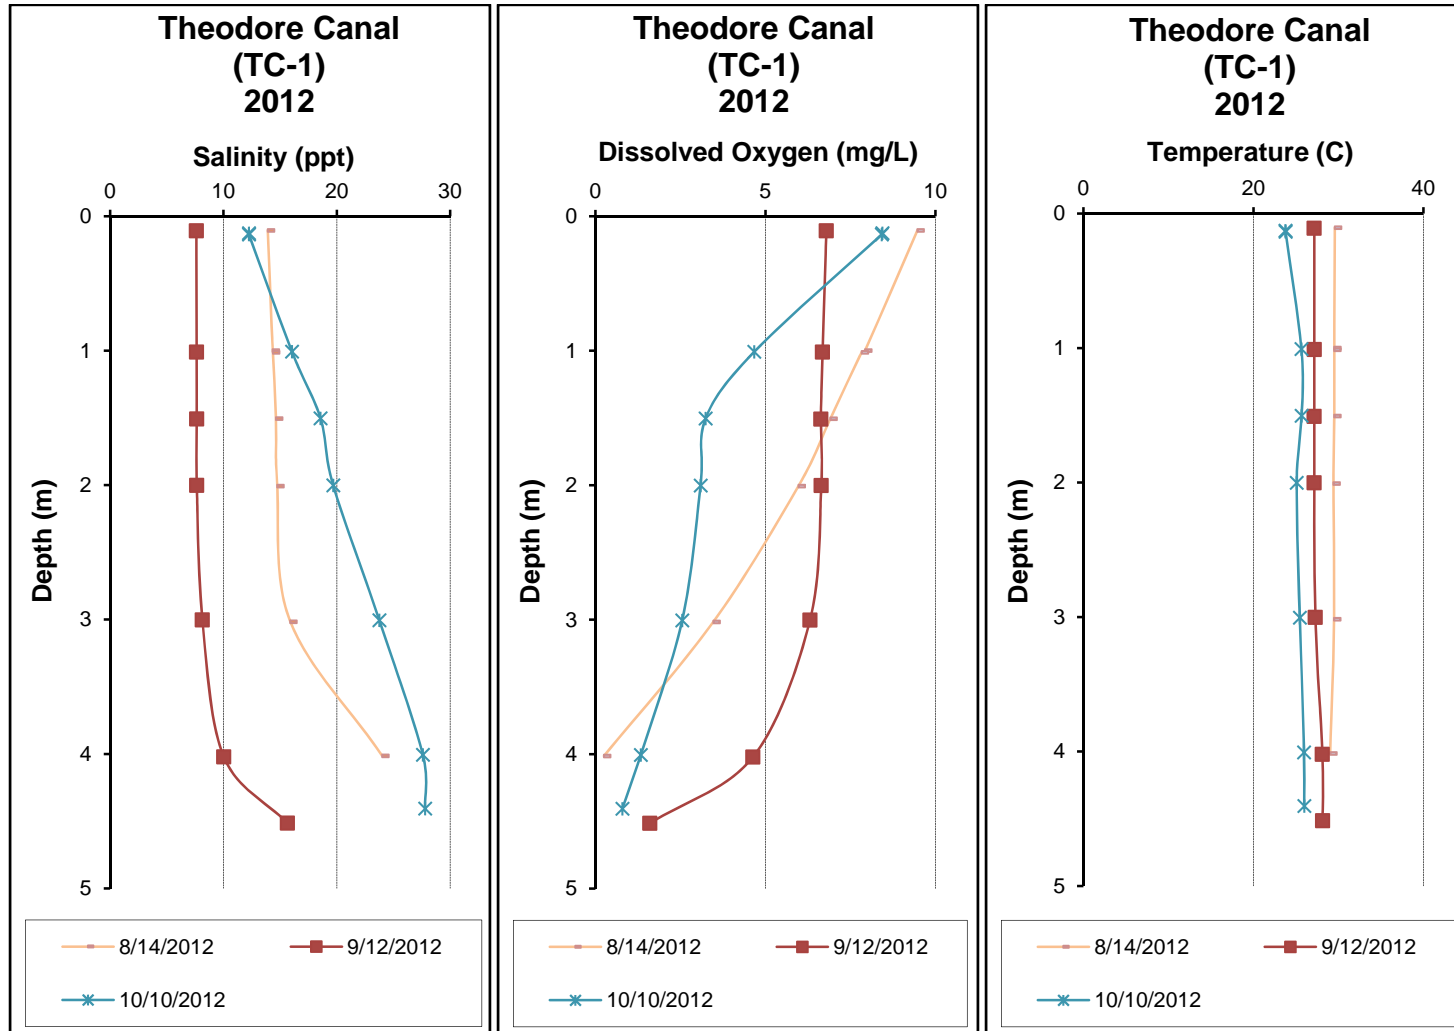 Theodore Canal
(TC-1)
2012
Salinity (ppt)
0 10 20 30
0
1
2
3
4
5
Depth (m)
8/14/2012 9/12/2012
10/10/2012
Theodore Canal
(TC-1)
2012
Dissolved Oxygen (mg/L)
0 5 10
0
1
2
3
4
5
Depth (m)
8/14/2012 9/12/2012
10/10/2012
Theodore Canal
(TC-1)
2012
Temperature (C)
0 20 40
0
1
2
3
4
5
Depth (m)
8/14/2012 9/12/2012
10/10/2012